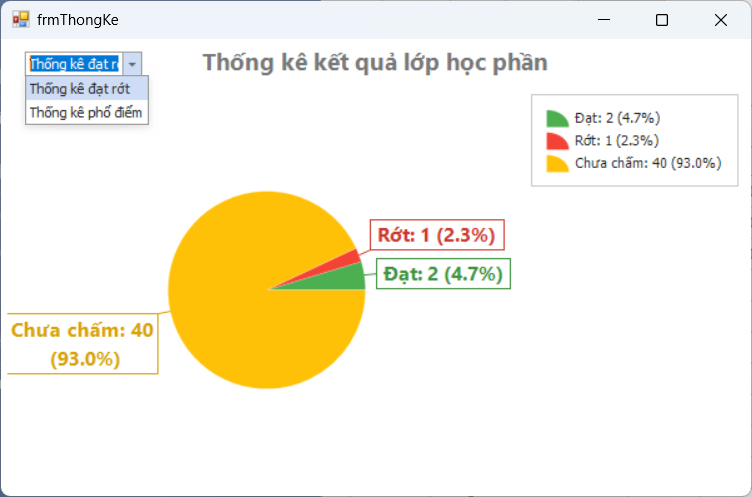 frmThongKe
Thống kê đạt rớ
Thống kê kết quả lớp học phần
Thống kê đạt rớt
Thống kê phổ điểm
Đạt: 2 (4.7%)
Rớt: 1 (2.3%)
Chưa chấm: 40 (93.0%)
Rớt: 1 (2.3%)
Đạt: 2 (4.7%)
Chưa chấm: 40
(93.0%)